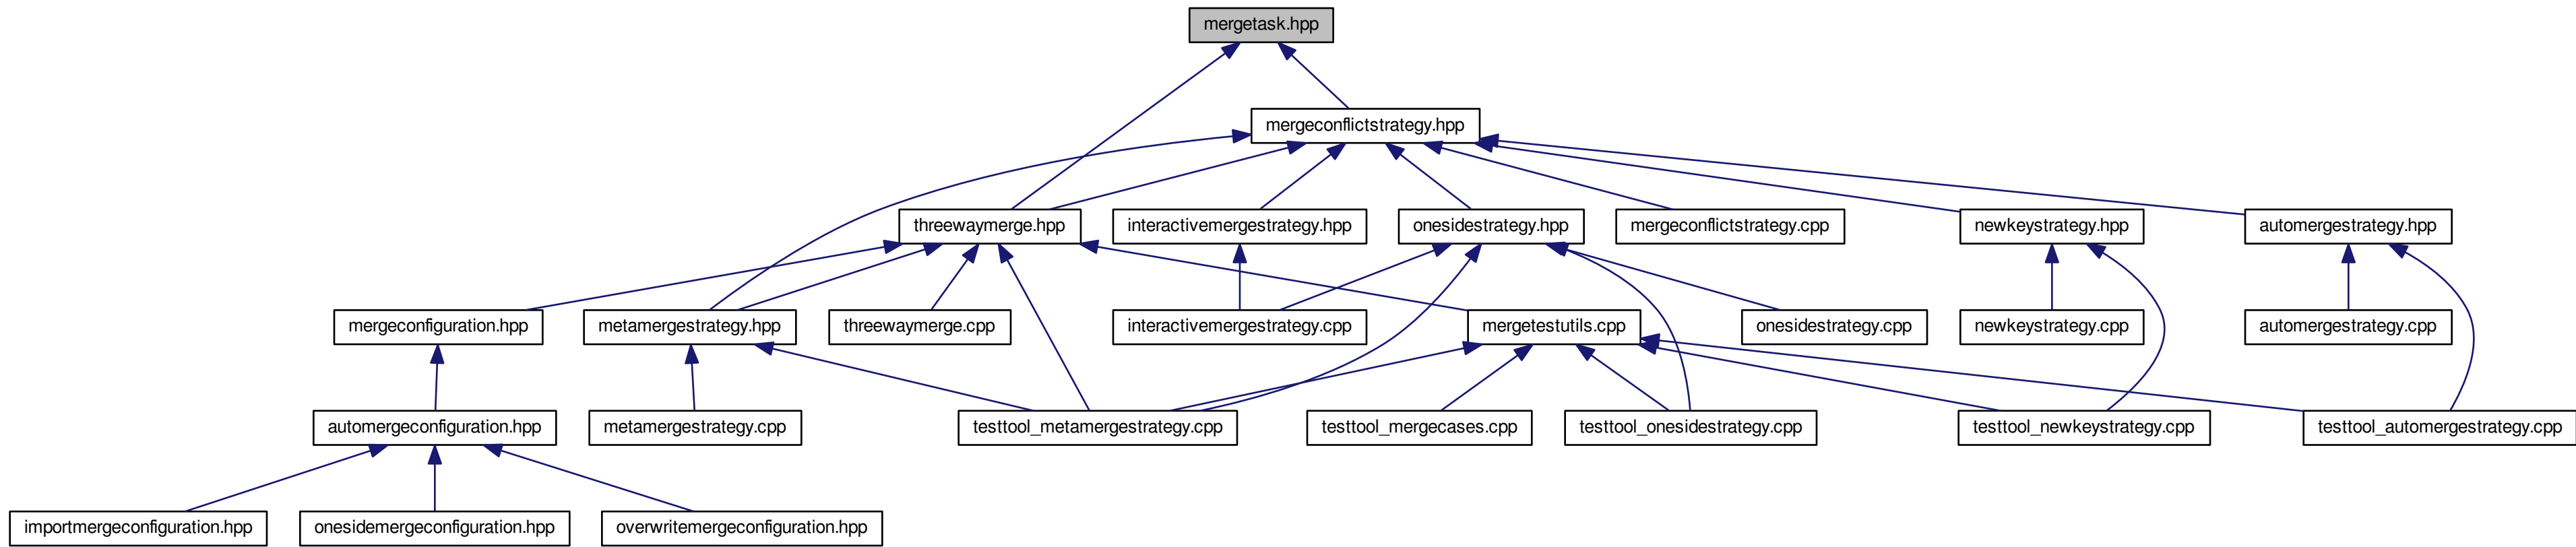 mergetask.hpp
mergeconflictstrategy.hpp
threewaymerge.hpp
interactivemergestrategy.hpp
onesidestrategy.hpp
mergeconflictstrategy.cpp
newkeystrategy.hpp
automergestrategy.hpp
mergeconfiguration.hpp
metamergestrategy.hpp
threewaymerge.cpp
interactivemergestrategy.cpp
mergetestutils.cpp
onesidestrategy.cpp
newkeystrategy.cpp
automergestrategy.cpp
automergeconfiguration.hpp
metamergestrategy.cpp
testtool_metamergestrategy.cpp
testtool_mergecases.cpp
testtool_onesidestrategy.cpp
testtool_newkeystrategy.cpp
testtool_automergestrategy.cpp
importmergeconfiguration.hpp
onesidemergeconfiguration.hpp
overwritemergeconfiguration.hpp